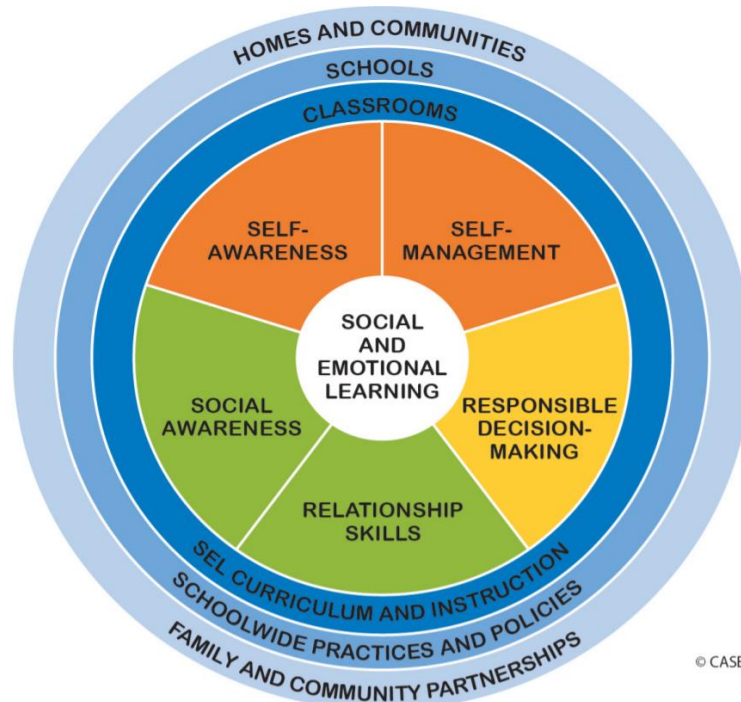 HOMES AND COMMUNITIES
SCHOOLS
CLASSROOMS
SELF-
AWARENESS
SELF-
MANAGEMENT
SOCIAL
AND
EMOTIONAL
LEARNING
SOCIAL
AWARENESS
RESPONSIBLE
DECISION-
MAKING
RELATIONSHIP
SKILLS
SEL CURRICULUM AND INSTRUCTION
SCHOOLWIDE PRACTICES AND POLICIES
FAMILY AND COMMUNITY PARTNERSHIPS
© CASE